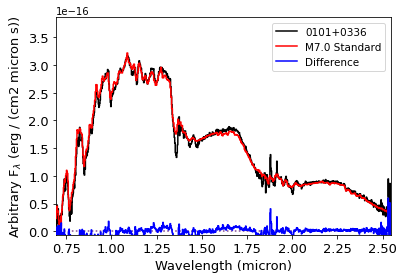 1e−16
0101+0336
M7.0 Standard
Difference
3.5
3.0
2.5
2.0
1.5
1.0
0.5
0.0
Arbitrary Fλ (erg / (cm2 micron s))
0.75 1.00 1.25 1.50 1.75 2.00 2.25 2.50
Wavelength (micron)